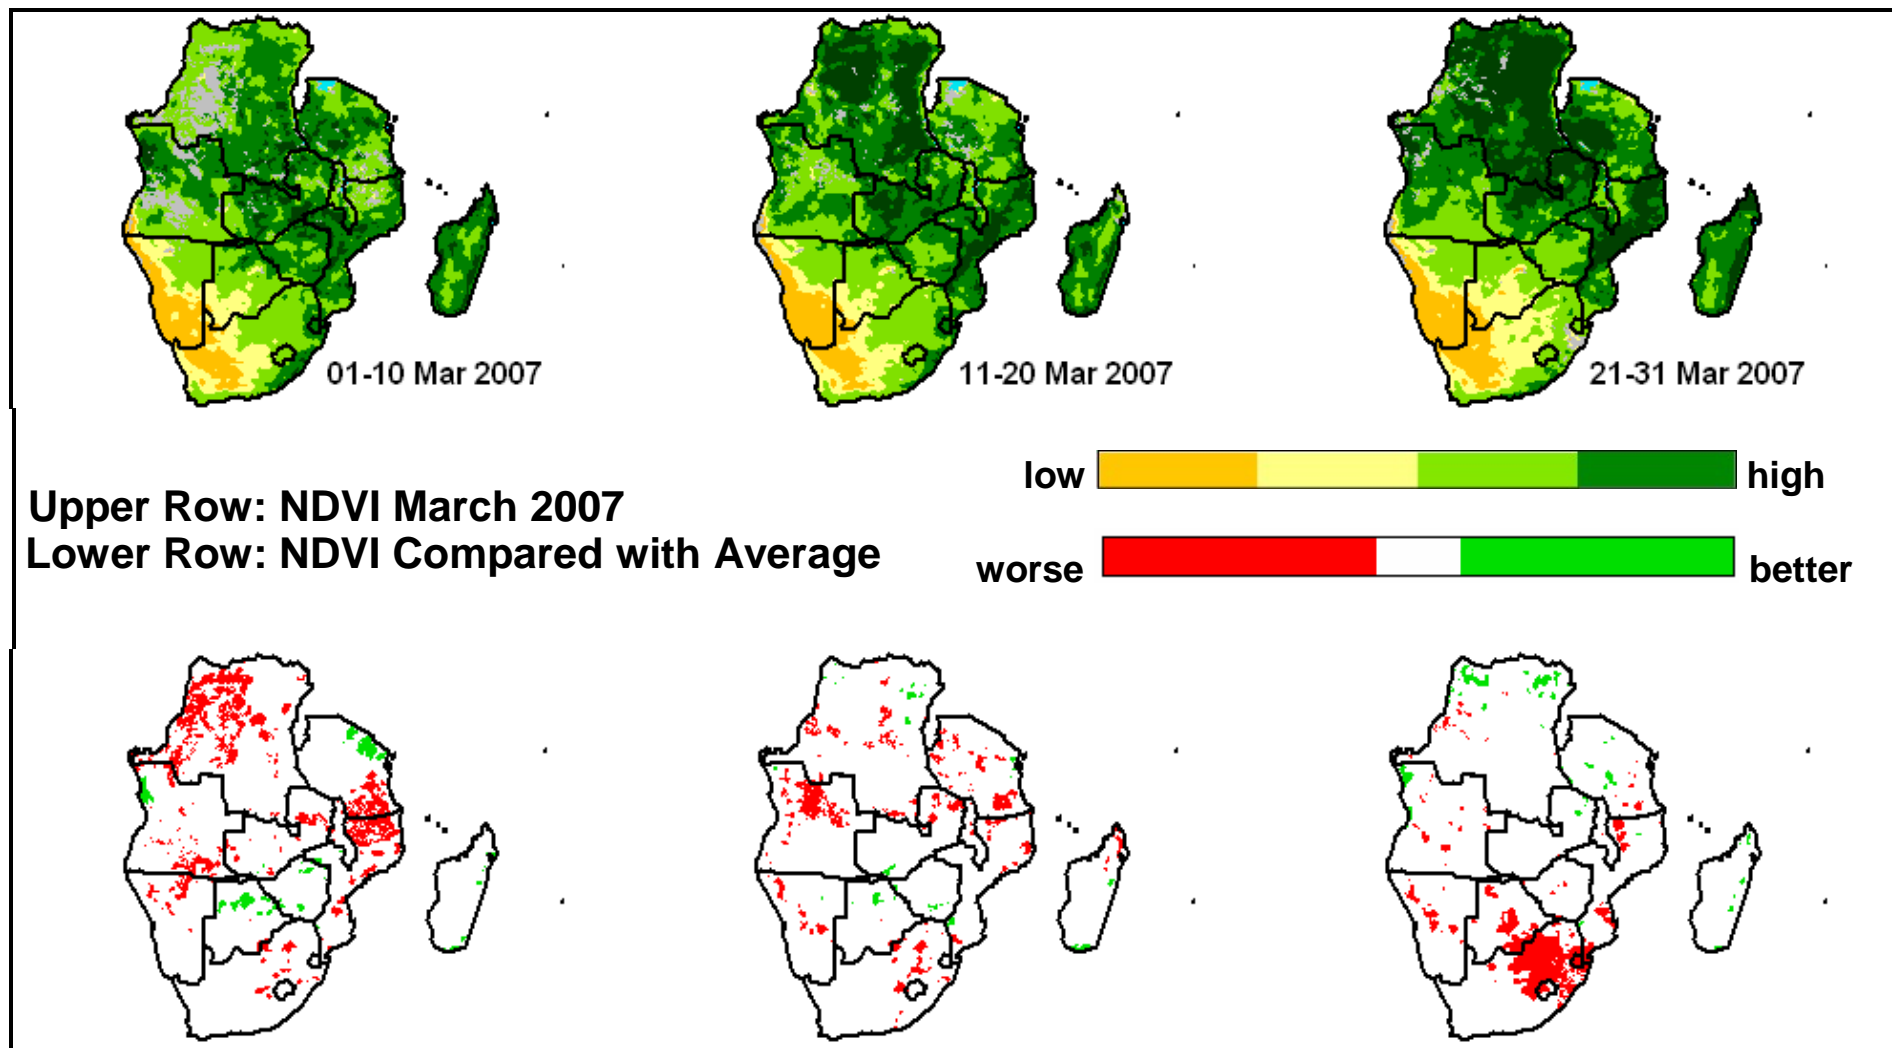 01-10 Mar 2007
11-20 Mar 2007
21-31 Mar 2007
low
high
Upper Row: NDVI March 2007
Lower Row: NDVI Compared with Average
worse
better